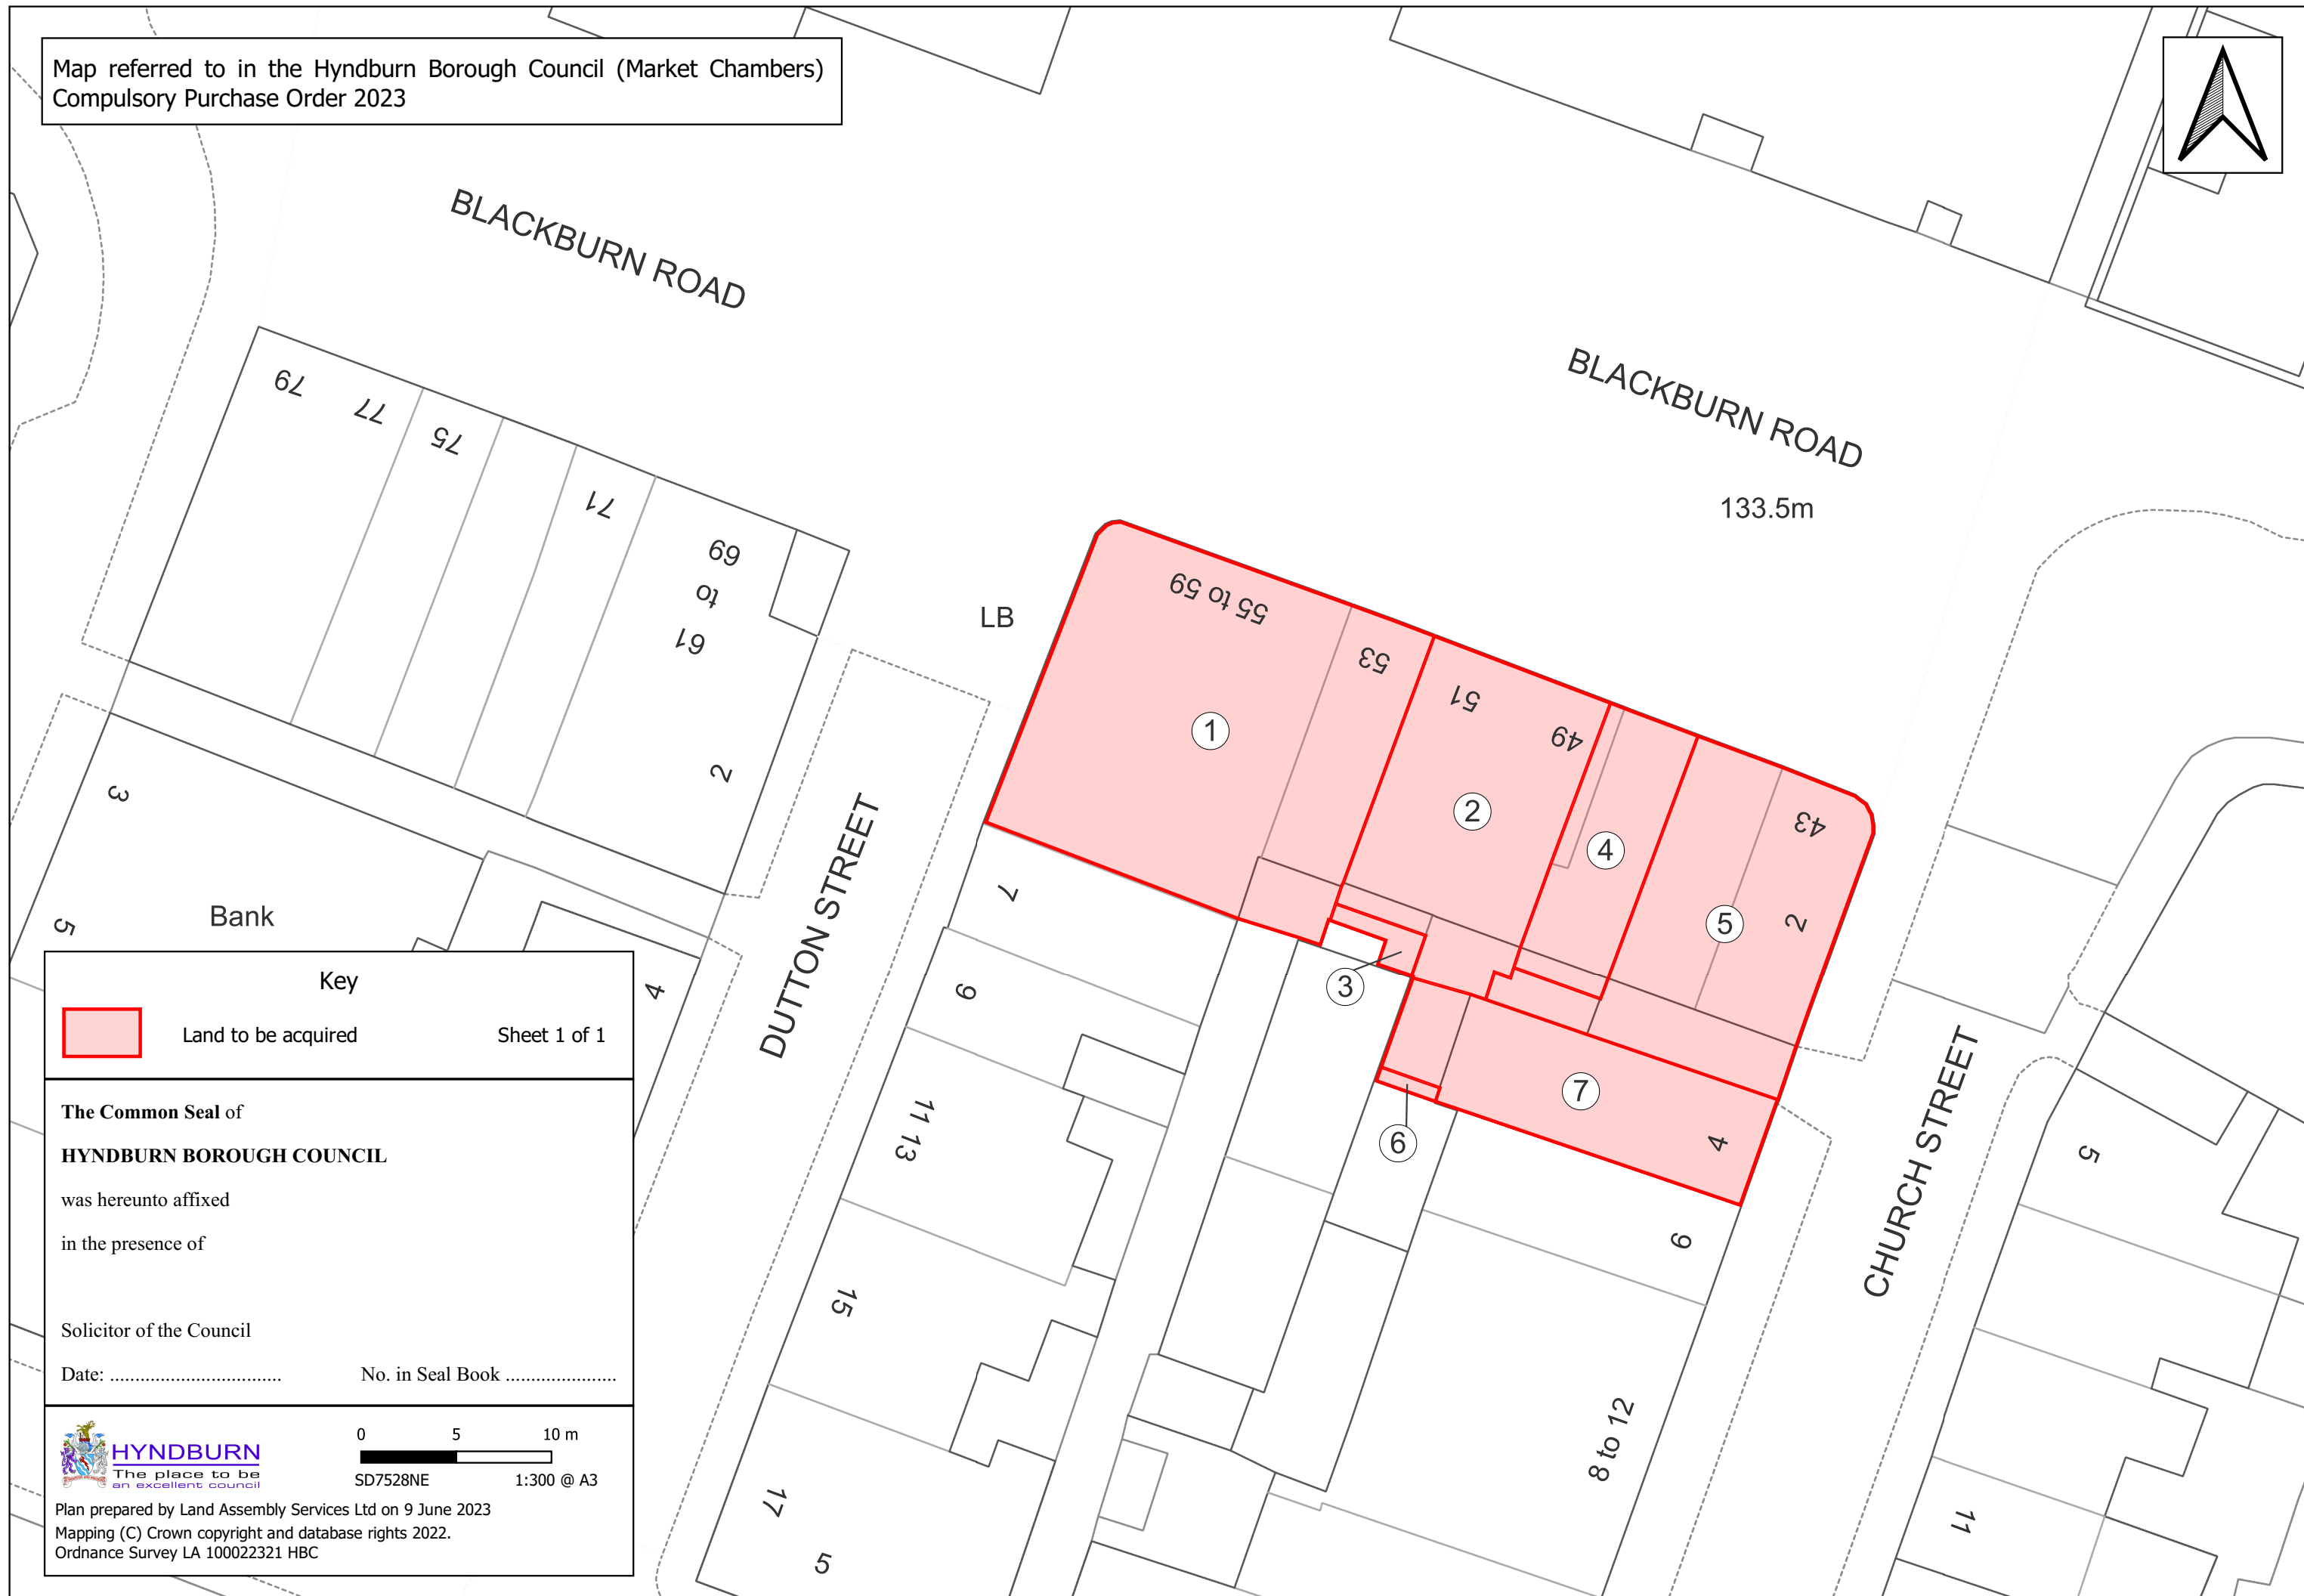 Map referred to in the Hyndburn Borough Council (Market Chambers)
Compulsory Purchase Order 2023
BLACKBURN ROAD
BLACKBURN ROAD
133.5m
79
77
75
71
69
to
61
2
LB
55 to 59
53
51
49
43
2
1
2
3
4
5
6
7
4
3
5
Bank
4
DUTTON STREET
7
9
11 13
15
17
5
6
8 to 12
CHURCH STREET
5
11
Key
Land to be acquired
Sheet 1 of 1
The Common Seal of
HYNDBURN BOROUGH COUNCIL
was hereunto affixed
in the presence of
Solicitor of the Council
Date: ..................................
No. in Seal Book ......................
HYNDBURN
The place to be
an excellent council
0 5 10 m
SD7528NE
1:300 @ A3
Plan prepared by Land Assembly Services Ltd on 9 June 2023
Mapping (C) Crown copyright and database rights 2022.
Ordnance Survey LA 100022321 HBC